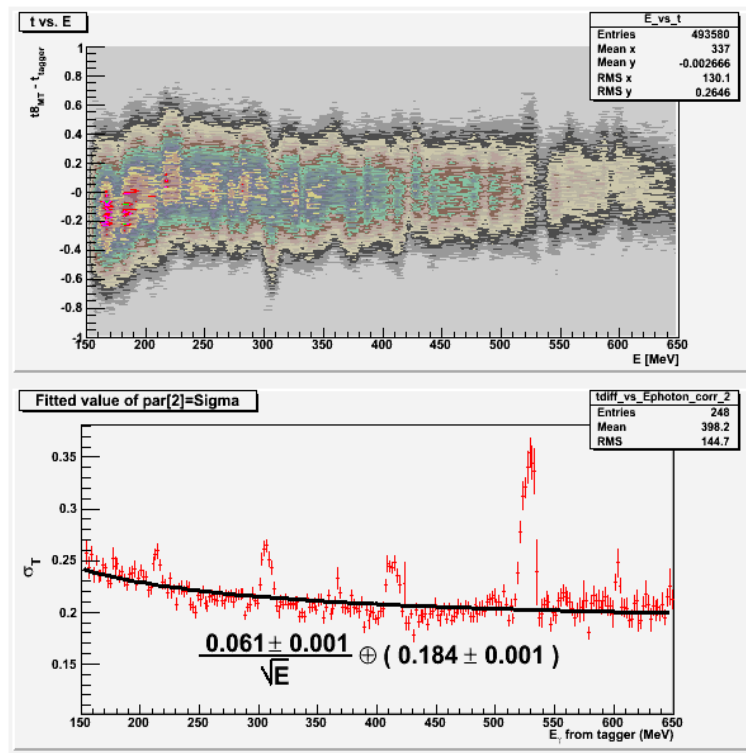 t vs. E
E_vs_t
Entries 493580
Mean x 337
Mean y -0.002666
RMS x 130.1
RMS y 0.2646
t8MT - ttagger
1
0.8
0.6
0.4
0.2
-0
-0.2
-0.4
-0.6
-0.8
-1
150 200 250 300 350 400 450 500 550 600 650
E [MeV]
Fitted value of par[2]=Sigma
tdiff_vs_Ephoton_corr_2
Entries 248
Mean 398.2
RMS 144.7
σT
0.35
0.3
0.25
0.2
0.15
0.061 ± 0.001
√E
⊕ ( 0.184 ± 0.001 )
150 200 250 300 350 400 450 500 550 600 650
Eγ from tagger (MeV)